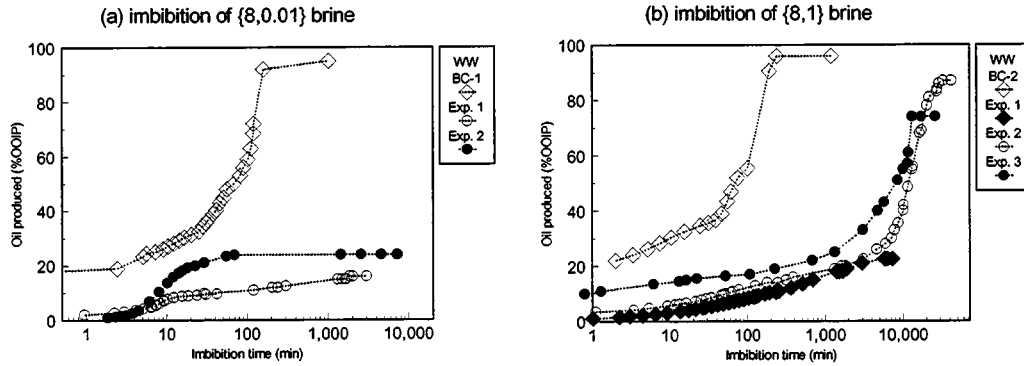 (a) imbibition of {8,0.01} brine
100
80
60
40
20
0
Oil produced (%OOIP)
1
10
100
1,000
10,000
Imbibition time (min)
WW
BC-1
Exp. 1
Exp. 2
(b) imbibition of {8,1} brine
100
80
60
40
20
0
Oil produced (%OOIP)
1
10
100
1,000
10,000
Imbibition time (min)
WW
BC-2
Exp. 1
Exp. 2
Exp. 3